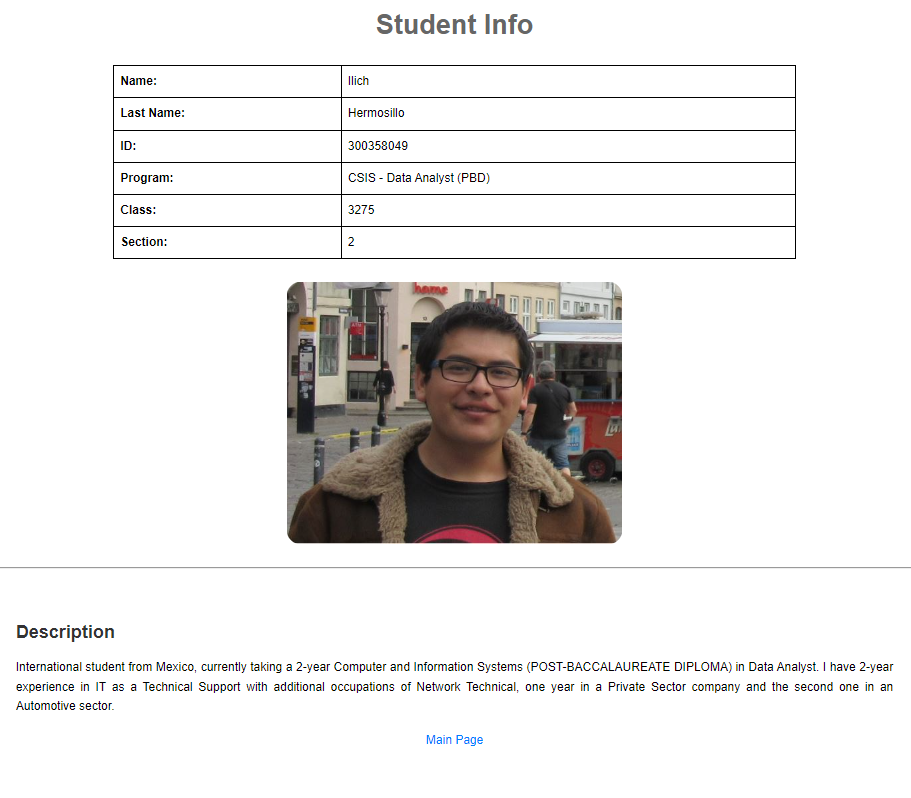 Student Info
Name: Ilich
Last Name: Hermosillo
ID: 300358049
Program: CSIS - Data Analyst (PBD)
Class: 3275
Section: 2
home
Description
International student from Mexico, currently taking a 2-year Computer and Information Systems (POST-BACCALAUREATE DIPLOMA) in Data Analyst. I have 2-year
experience in IT as a Technical Support with additional occupations of Network Technical, one year in a Private Sector company and the second one in an
Automotive sector.
Main Page